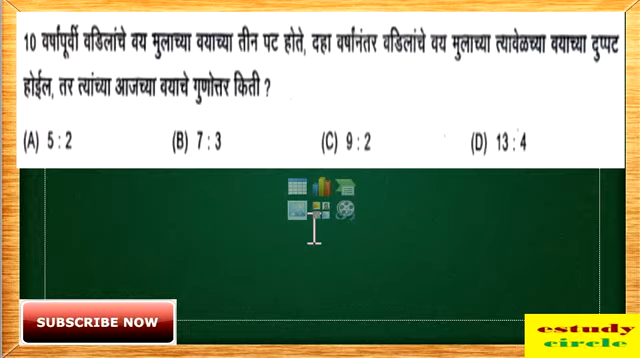 10 वर्षांपूर्वी वडिलांचे वय मुलाच्या वयाच्या तीन पट होते, दहा वर्षांनंतर वडिलांचे वय मुलाच्या त्यावेळच्या वयाच्या दुप्पट
होईल, तर त्यांच्या आजच्या वयाचे गुणोत्तर किती ?
(A) 5 : 2 (B) 7 : 3 (C) 9 : 2 (D) 13 : 4
SUBSCRIBE NOW
estudy
circle